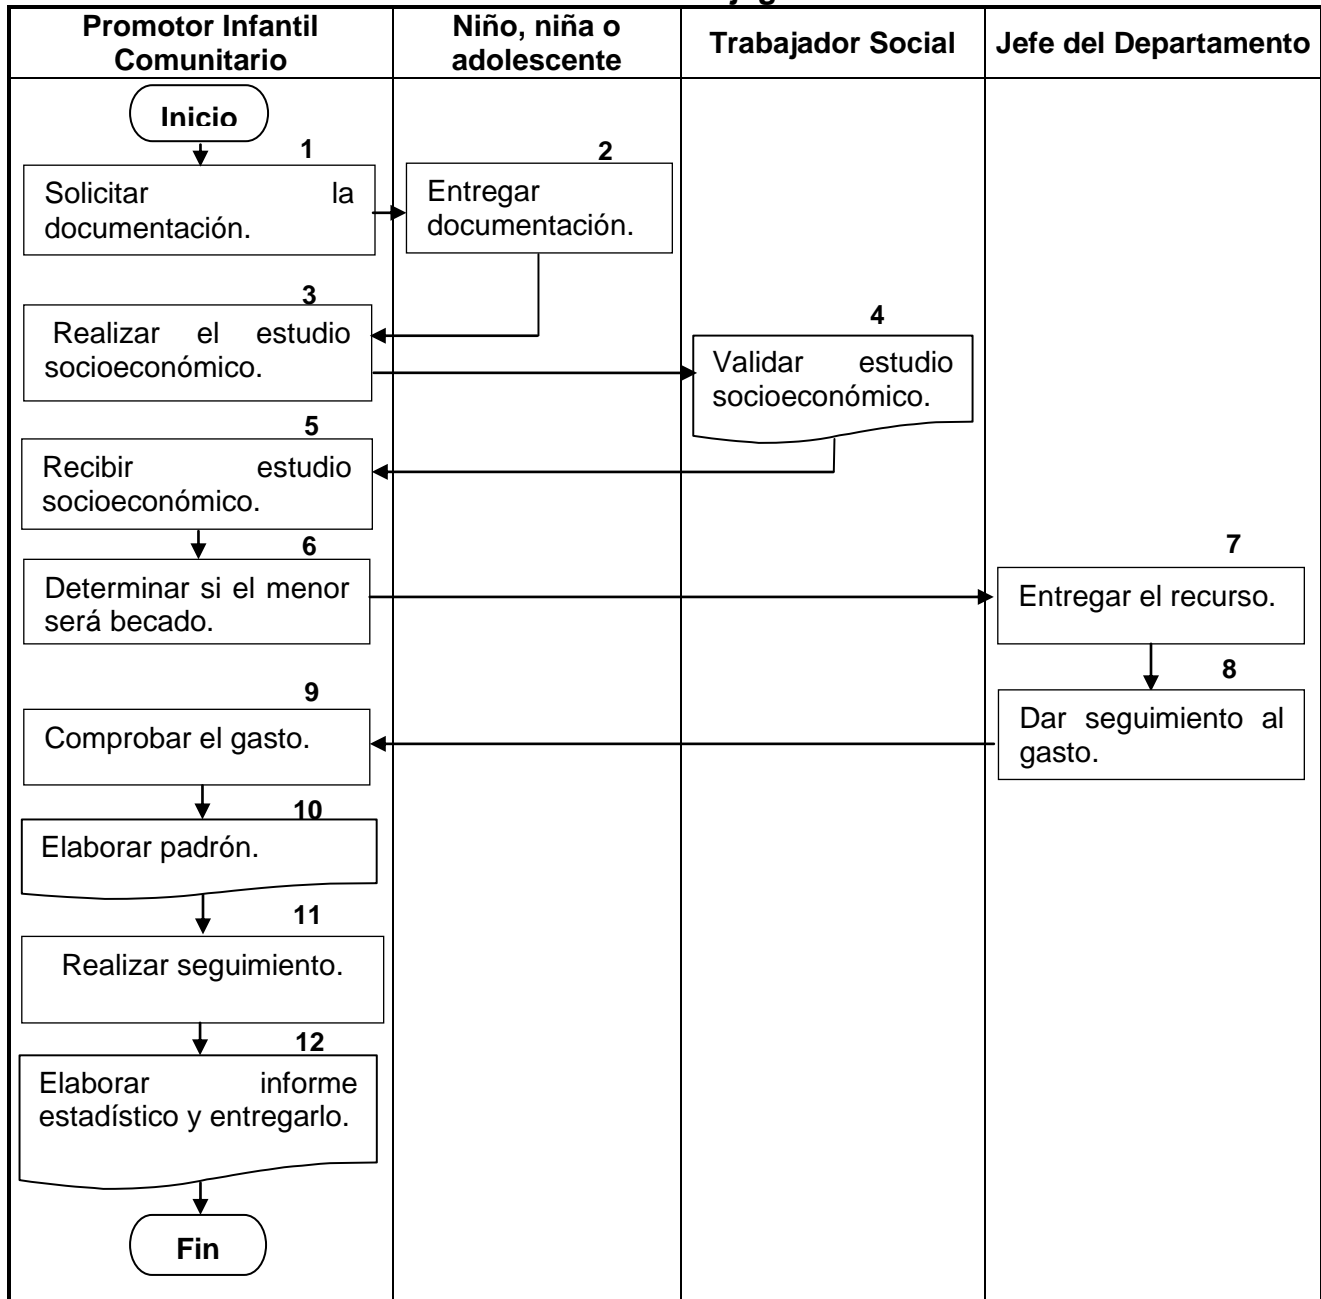 Promotor Infantil
Comunitario
Niño, niña o
adolescente
Trabajador Social
Jefe del Departamento
Inicio
1
Solicitar la
documentación.
2
Entregar
documentación.
3
Realizar el estudio
socioeconómico.
4
Validar estudio
socioeconómico.
5
Recibir estudio
socioeconómico.
6
Determinar si el menor
será becado.
7
Entregar el recurso.
8
Dar seguimiento al
gasto.
9
Comprobar el gasto.
10
Elaborar padrón.
11
Realizar seguimiento.
12
Elaborar informe
estadístico y entregarlo.
Fin